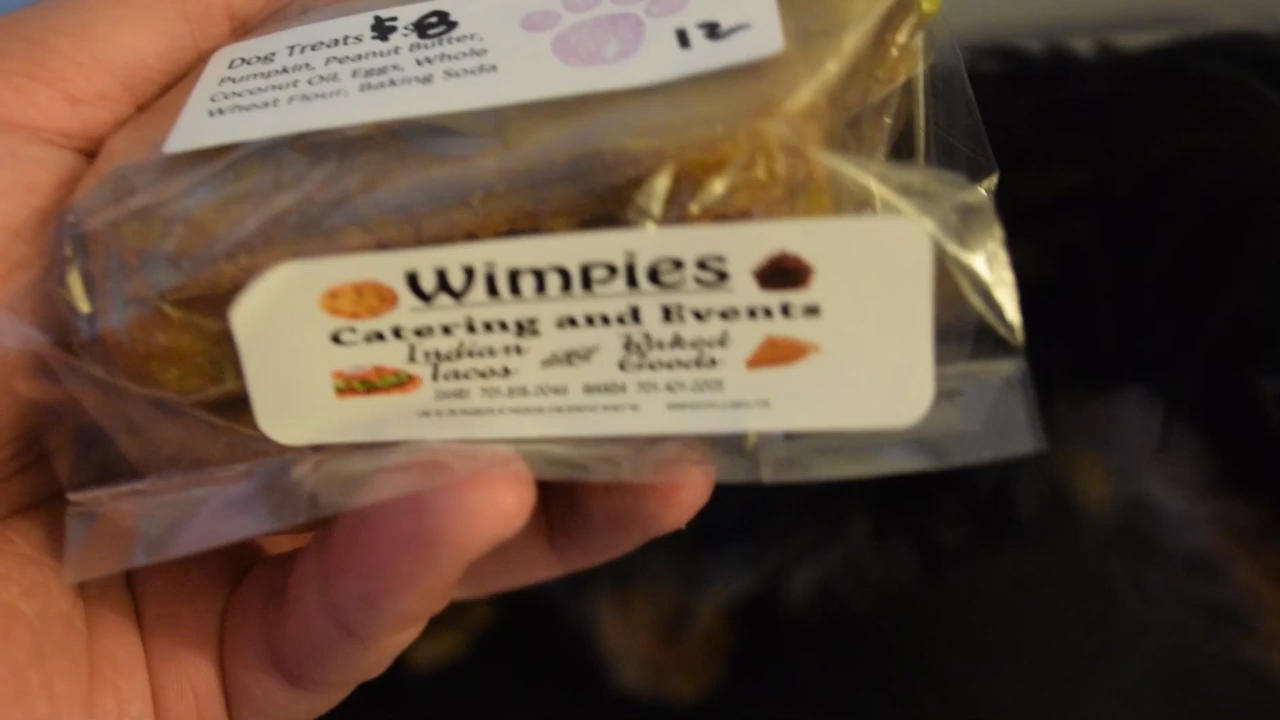 Dog Treats $8
Pumpkin, Peanut Butter,
Coconut Oil, Eggs, Whole
Wheat Flour, Baking Soda
12
Wimpies
Catering and Events
Indian Tacos and Baked Goods